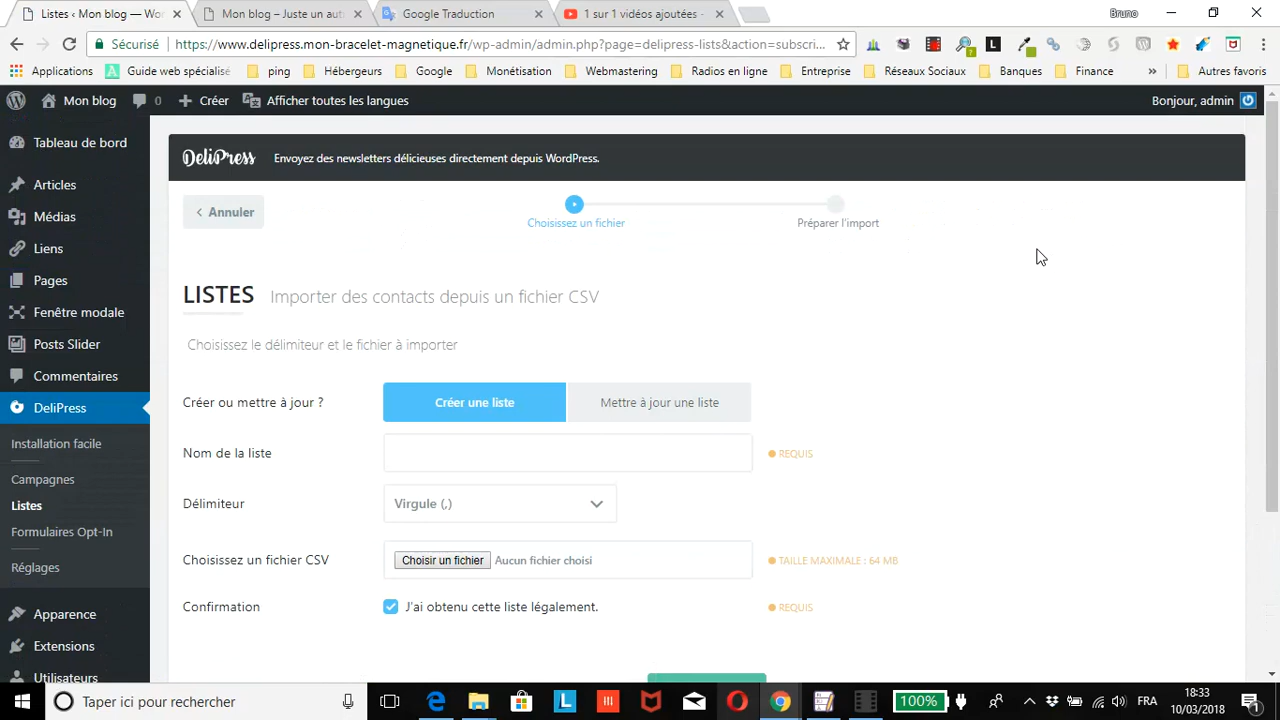 Listes ‹ Mon blog — Wo
Mon blog – Juste un aut
Google Traduction
1 sur 1 vidéos ajoutées -
Bruno
Sécurisé
https://www.delipress.mon-bracelet-magnetique.fr/wp-admin/admin.php?page=delipress-lists&action=subscri...
Applications
Guide web spécialisé
ping
Hébergeurs
Google
Monétisation
Webmastering
Radios en ligne
Entreprise
Réseaux Sociaux
Banques
Finance
»
Autres favoris
Mon blog
0
Créer
Afficher toutes les langues
Bonjour, admin
Tableau de bord
Articles
Médias
Liens
Pages
Fenêtre modale
Posts Slider
Commentaires
DeliPress
Installation facile
Campagnes
Listes
Formulaires Opt-In
Réglages
Apparence
Extensions
Utilisateurs
DeliPress
Envoyez des newsletters délicieuses directement depuis WordPress.
Annuler
Choisissez un fichier
Préparer l'import
LISTES
Importer des contacts depuis un fichier CSV
Choisissez le délimiteur et le fichier à importer
Créer ou mettre à jour ?
Créer une liste
Mettre à jour une liste
Nom de la liste
REQUIS
Délimiteur
Virgule (,)
Choisissez un fichier CSV
Choisir un fichier
Aucun fichier choisi
TAILLE MAXIMALE : 64 MB
Confirmation
J'ai obtenu cette liste légalement.
REQUIS
Taper ici pour rechercher
100%
FRA
18:33
10/03/2018